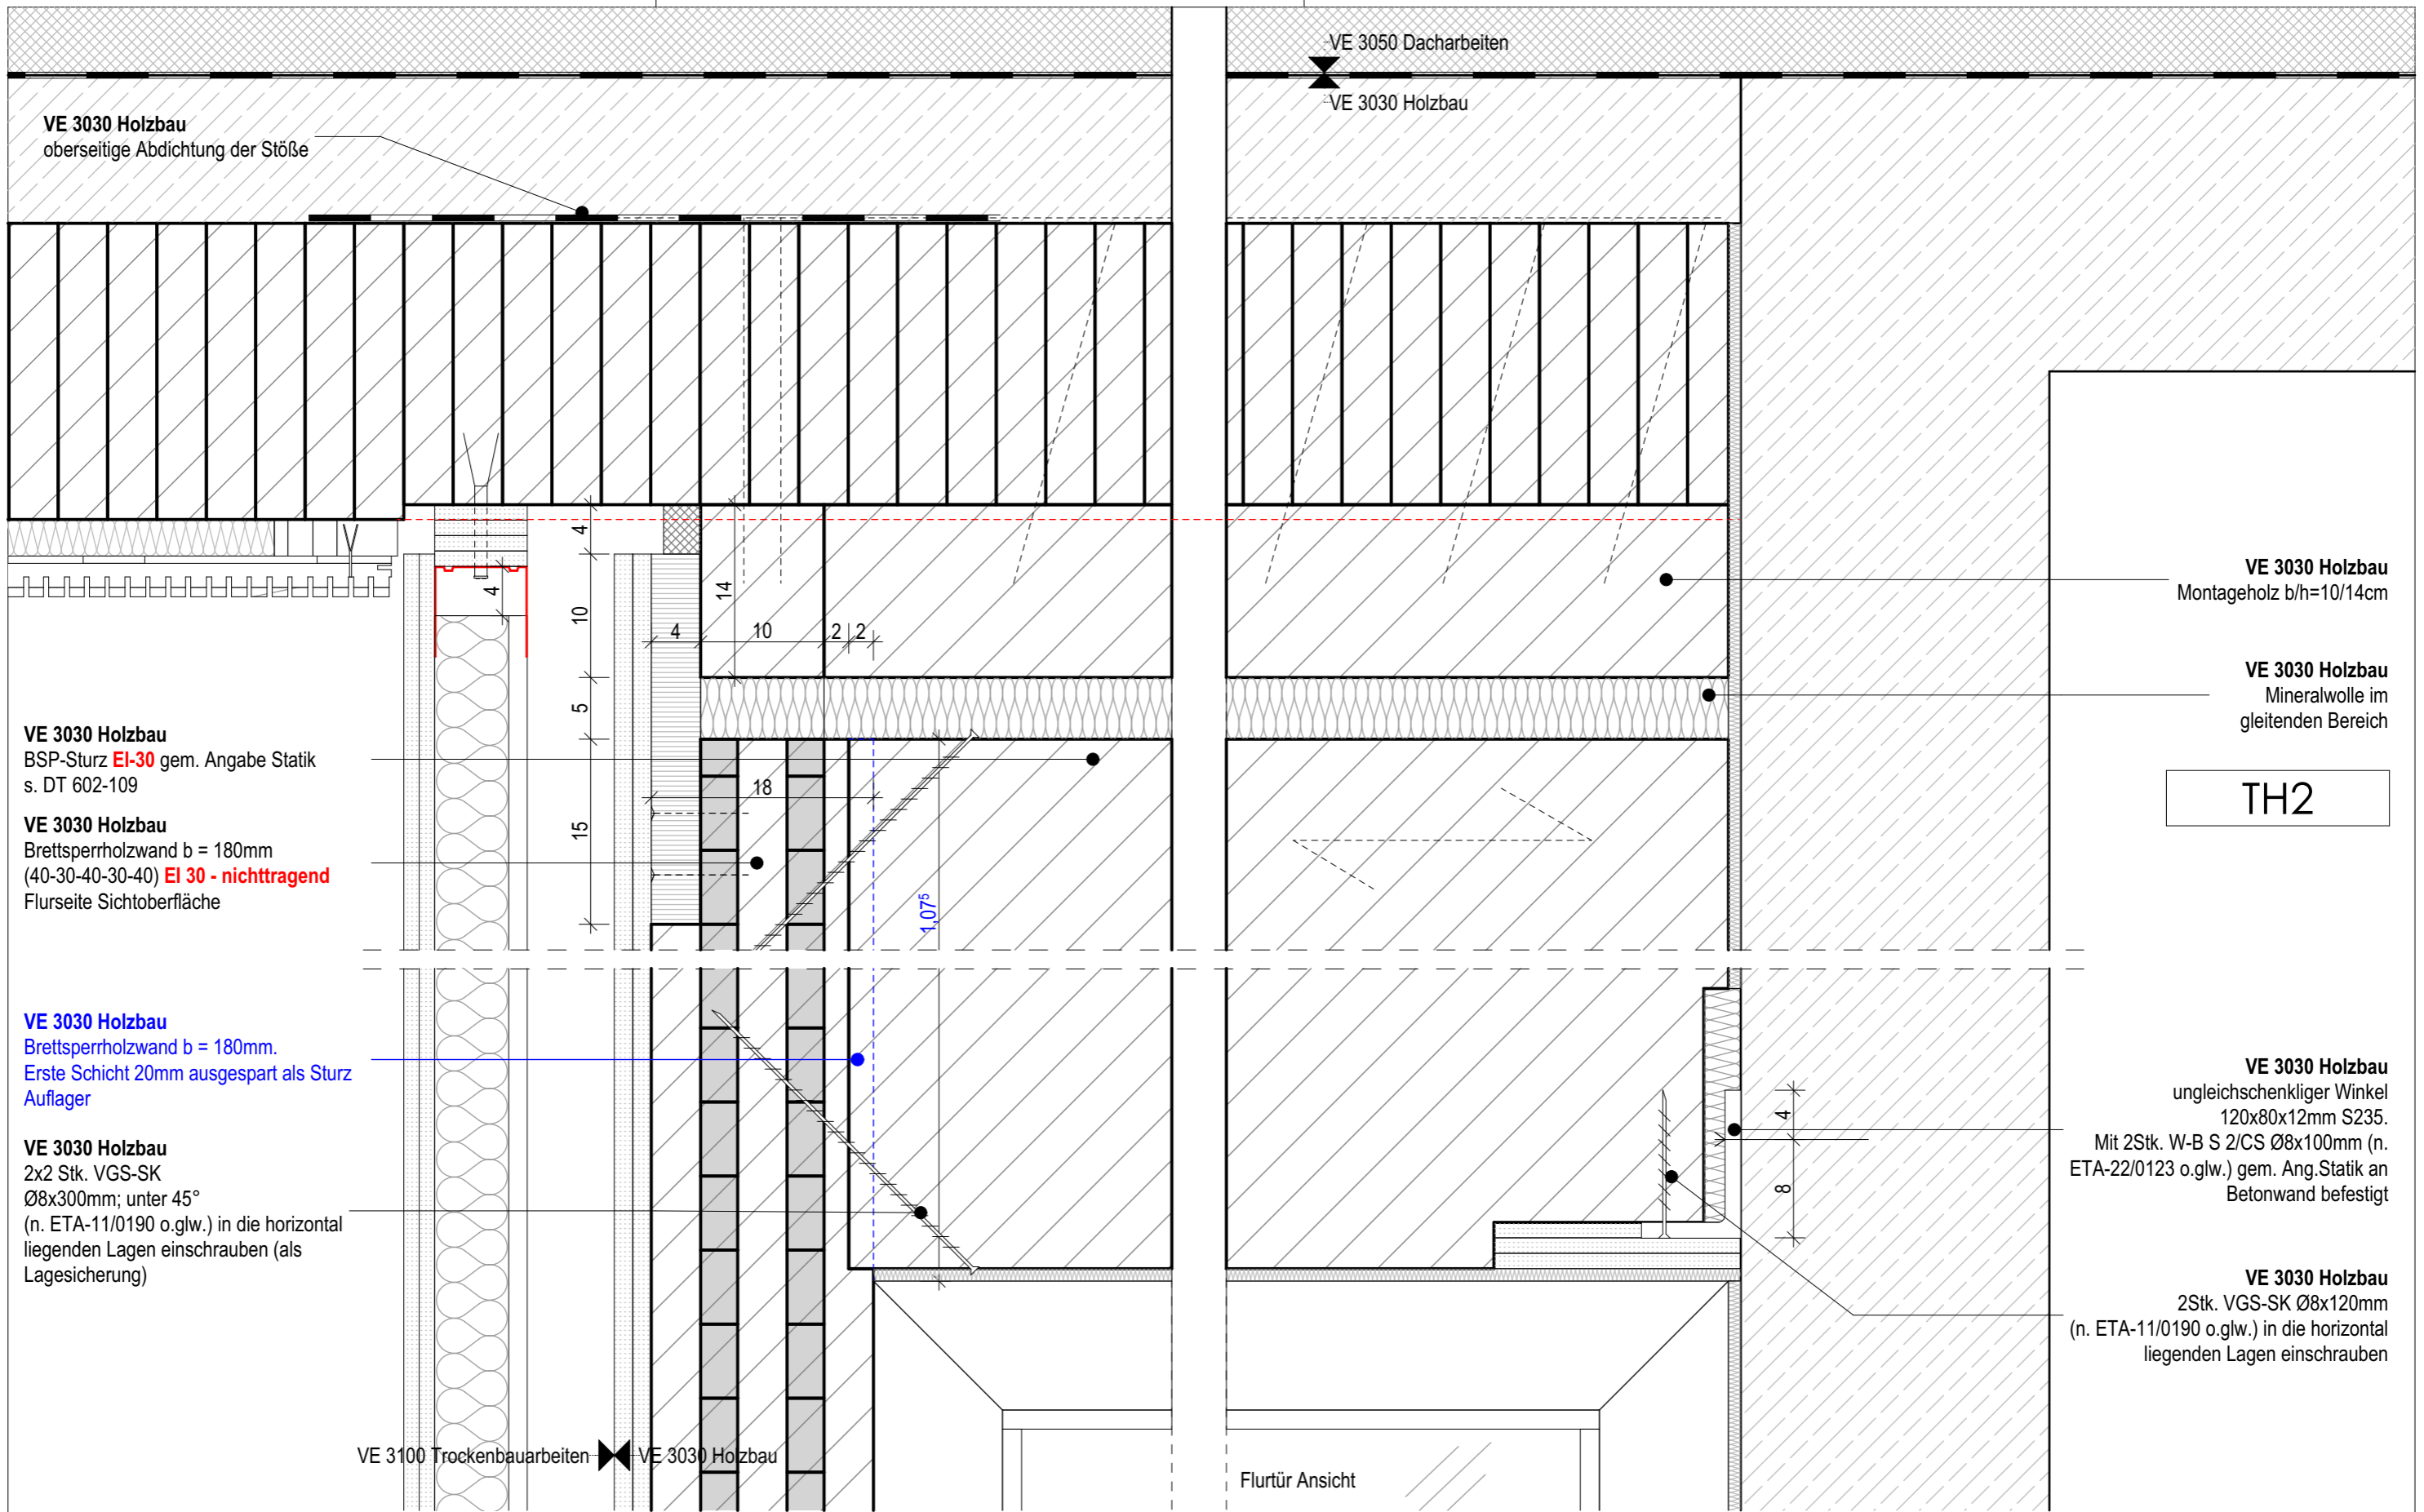 VE 3050 Dacharbeiten
VE 3030 Holzbau
VE 3030 Holzbau
oberseitige Abdichtung der Stöße
4
10
5
15
4
14
4
10
2
2
18
1,07⁵
VE 3030 Holzbau
BSP-Sturz EI-30 gem. Angabe Statik
s. DT 602-109
VE 3030 Holzbau
Brettsperrholzwand b = 180mm
(40-30-40-30-40) EI 30 - nichttragend
Flurseite Sichtoberfläche
VE 3030 Holzbau
Brettsperrholzwand b = 180mm.
Erste Schicht 20mm ausgespart als Sturz
Auflager
VE 3030 Holzbau
2x2 Stk. VGS-SK
Ø8x300mm; unter 45°
(n. ETA-11/0190 o.glw.) in die horizontal
liegenden Lagen einschrauben (als
Lagesicherung)
VE 3100 Trockenbauarbeiten
VE 3030 Holzbau
Flurtür Ansicht
VE 3030 Holzbau
Montageholz b/h=10/14cm
VE 3030 Holzbau
Mineralwolle im
gleitenden Bereich
TH2
VE 3030 Holzbau
ungleichschenkliger Winkel
120x80x12mm S235.
Mit 2Stk. W-B S 2/CS Ø8x100mm (n.
ETA-22/0123 o.glw.) gem. Ang.Statik an
Betonwand befestigt
4
8
VE 3030 Holzbau
2Stk. VGS-SK Ø8x120mm
(n. ETA-11/0190 o.glw.) in die horizontal
liegenden Lagen einschrauben